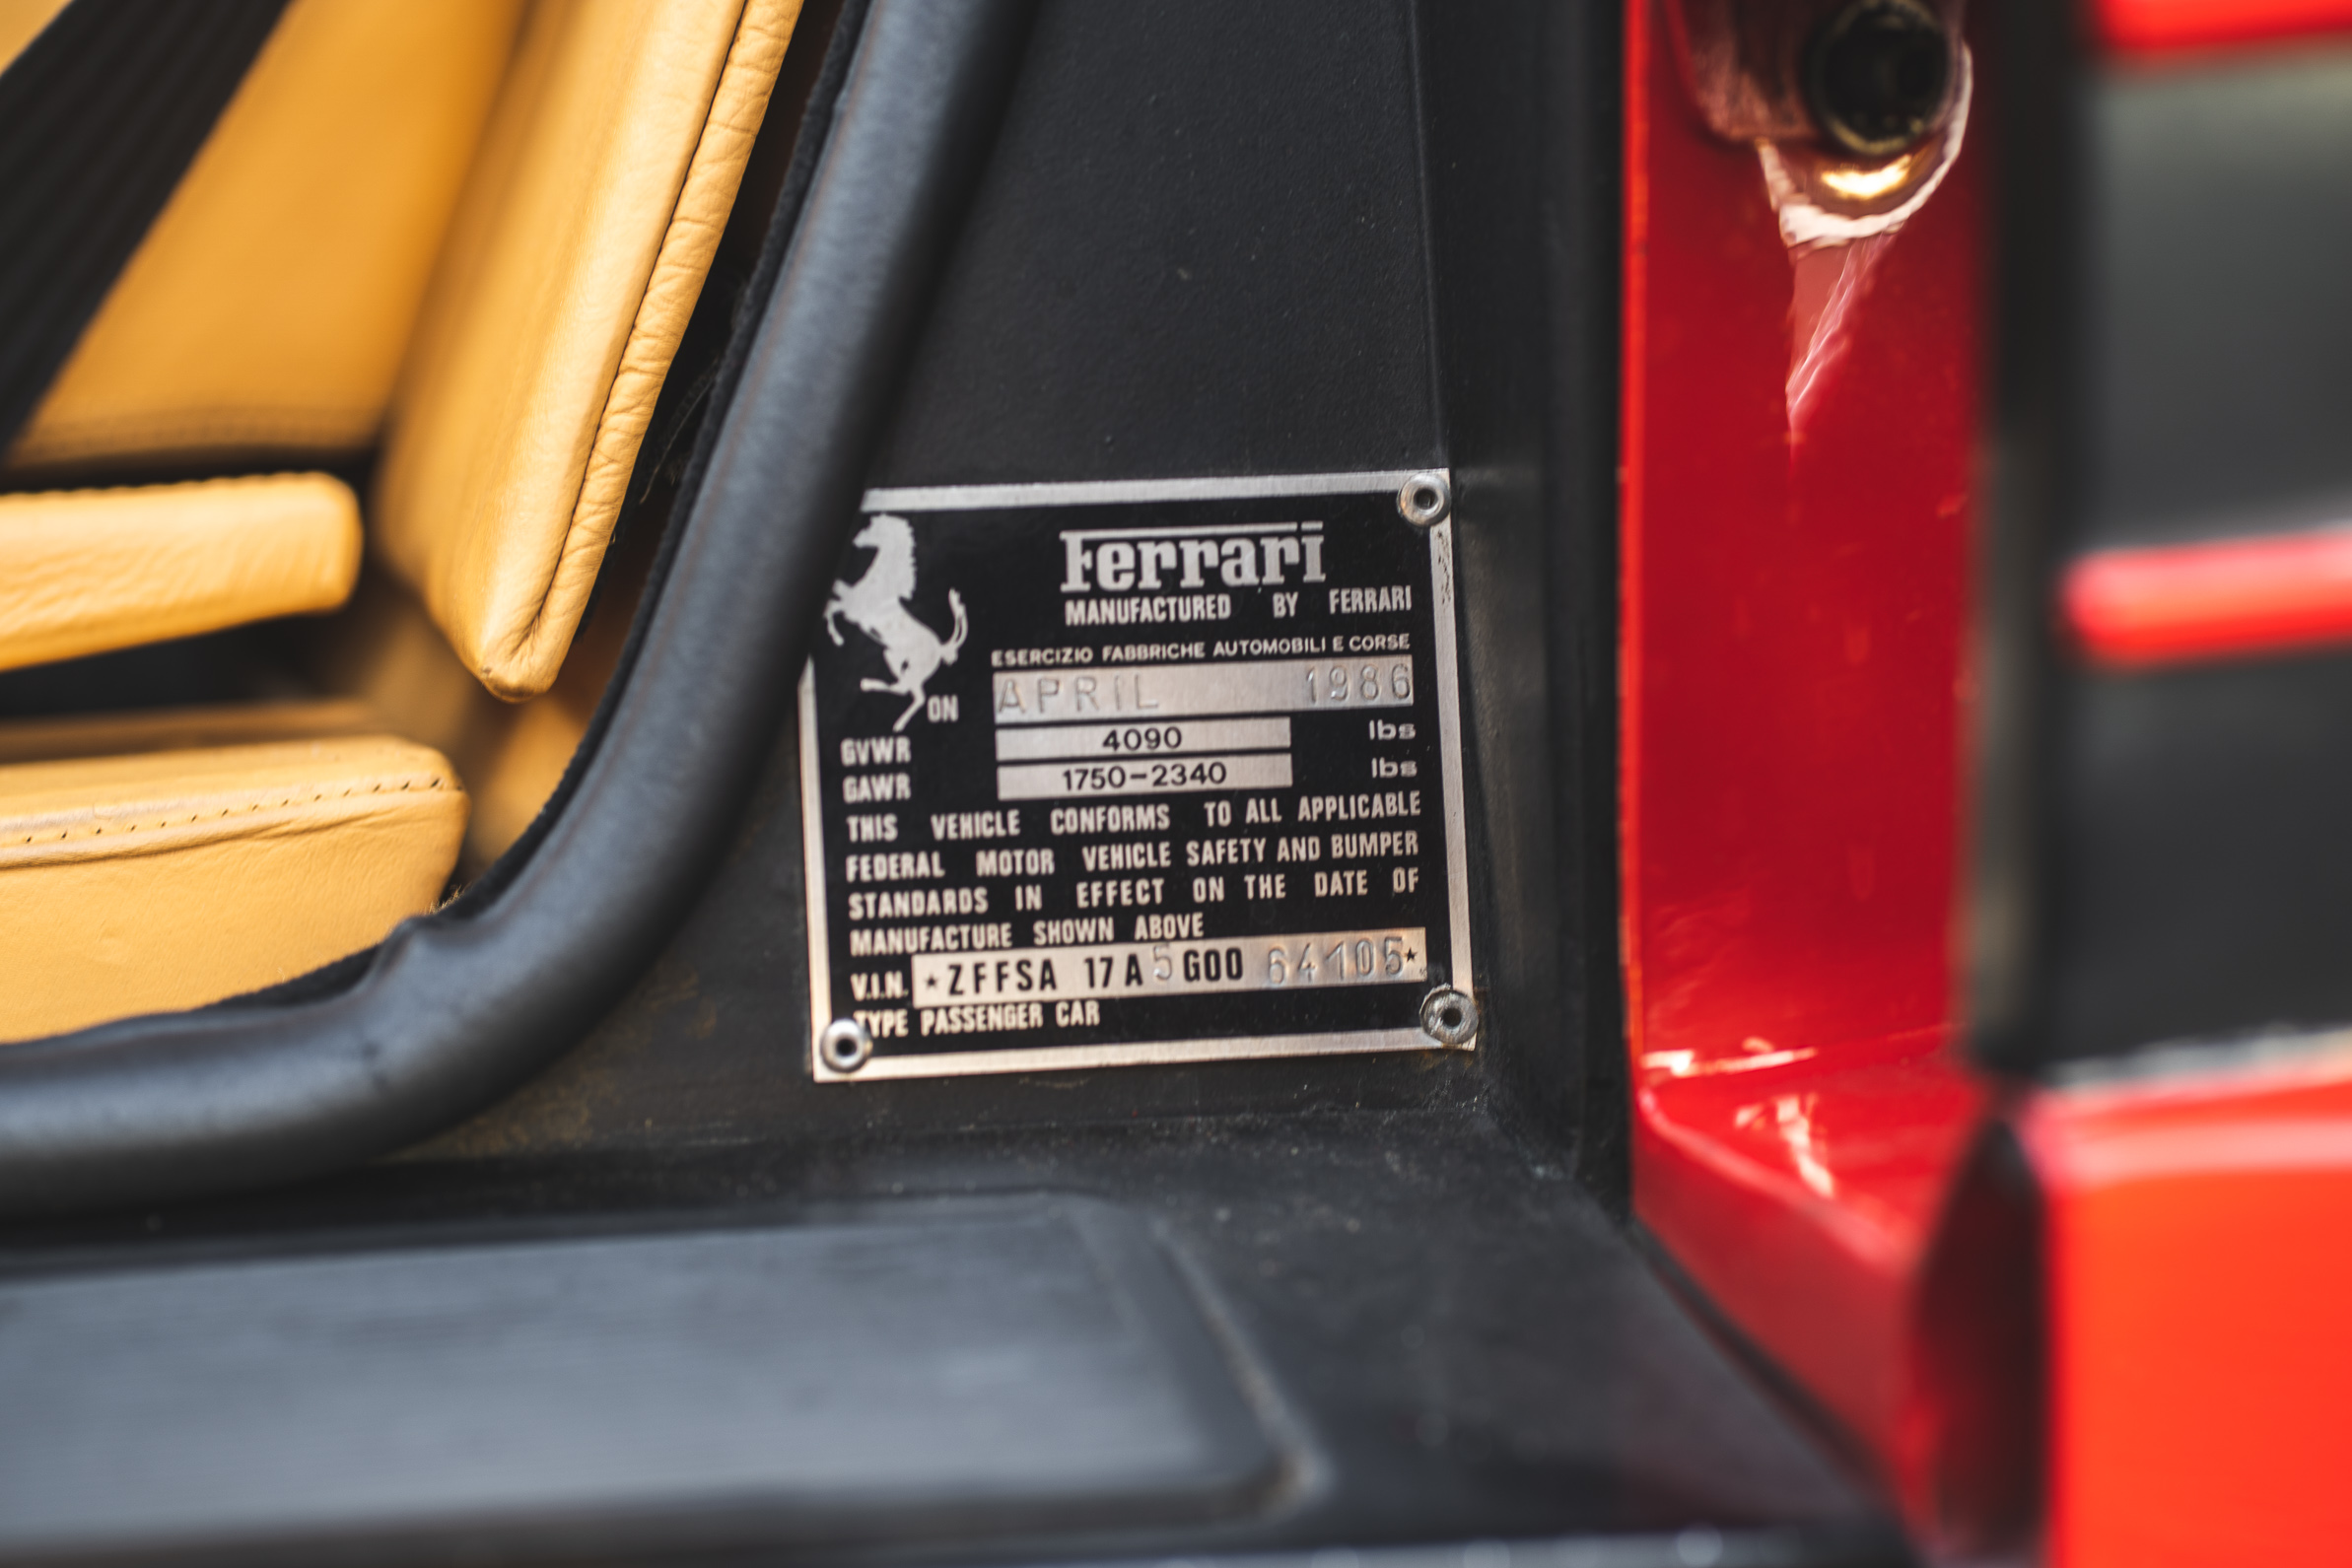 Ferrari
MANUFACTURED BY FERRARI
ESERCIZIO FABBRICHE AUTOMOBILI E CORSE
ON APRIL 1986
GVWR 4090 lbs
GAWR 1750-2340 lbs
THIS VEHICLE CONFORMS TO ALL APPLICABLE
FEDERAL MOTOR VEHICLE SAFETY AND BUMPER
STANDARDS IN EFFECT ON THE DATE OF
MANUFACTURE SHOWN ABOVE
V.I.N. *ZFFSA 17A5G00 64105*
TYPE PASSENGER CAR